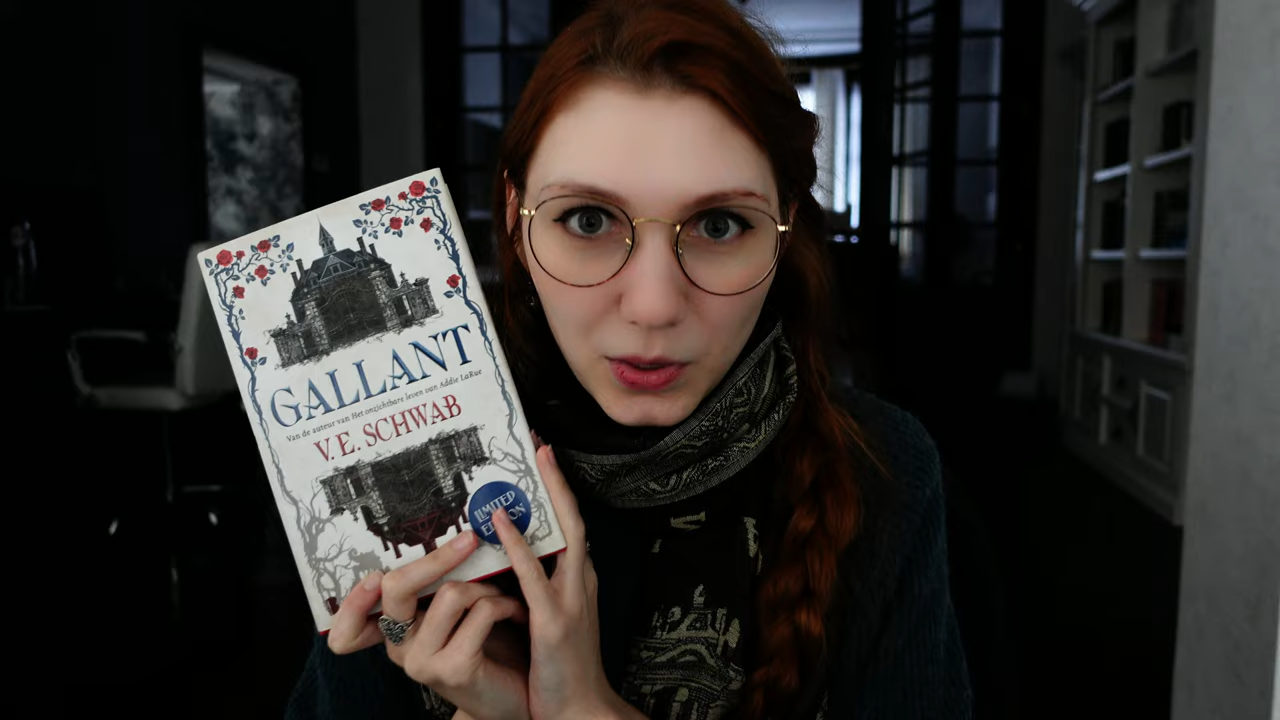 GALLANT
Van de auteur van Het onzichtbare leven van Addie LaRue
V. E. SCHWAB
LIMITED
EDITION